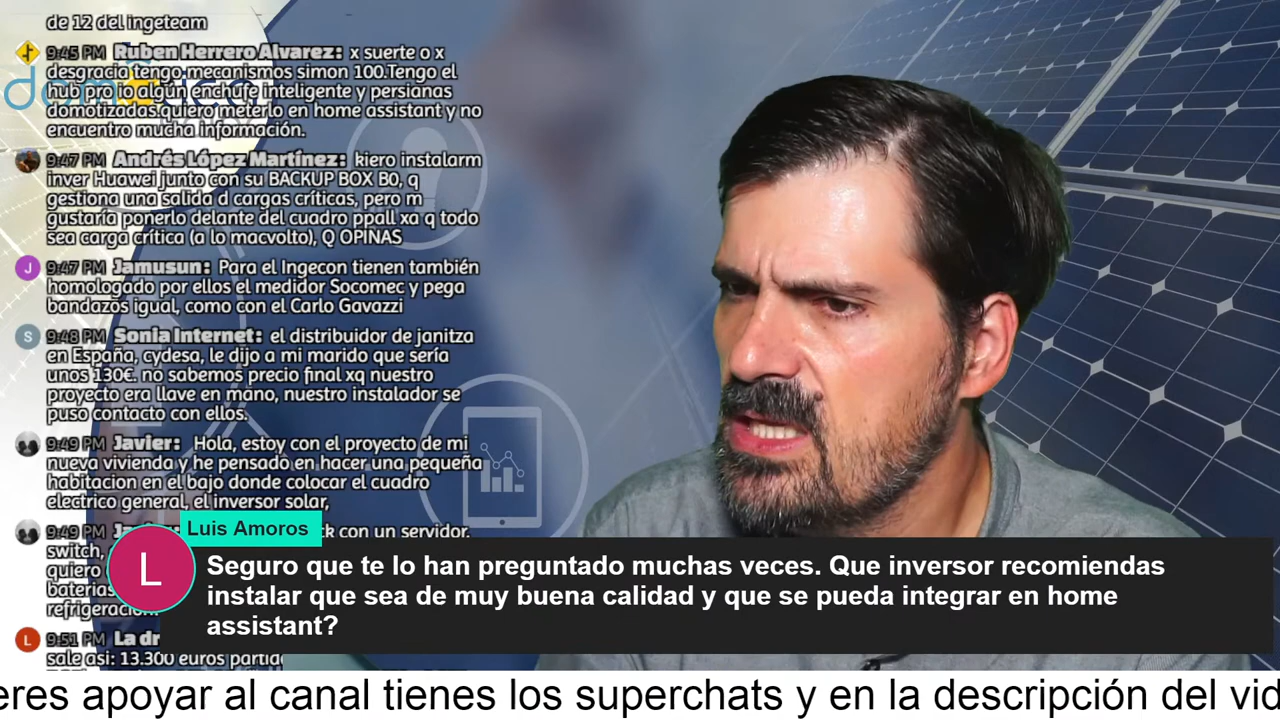 de 12 del ingeteam
9:45 PM Ruben Herrero Alvarez: x suerte o x
desgracia tengo mecanismos simon 100.Tengo el
hub pro io algún enchufe inteligente y persianas
domotizadas.quiero meterlo en home assistant y no
encuentro mucha información.
9:47 PM Andrés López Martínez: kiero instalarm
inver Huawei junto con su BACKUP BOX B0, q
gestiona una salida d cargas críticas, pero m
gustaría ponerlo delante del cuadro ppall xa q todo
sea carga crítica (a lo macvolto), Q OPINAS
J 9:47 PM Jamusun: Para el Ingecon tienen también
homologado por ellos el medidor Socomec y pega
bandazos igual, como con el Carlo Gavazzi
S 9:48 PM Sonia Internet: el distribuidor de janitza
en España, cydesa, le dijo a mi marido que sería
unos 130€. no sabemos precio final xq nuestro
proyecto era llave en mano, nuestro instalador se
puso contacto con ellos.
9:49 PM Javier: Hola, estoy con el proyecto de mi
nueva vivienda y he pensado en hacer una pequeña
habitacion en el bajo donde colocar el cuadro
electrico general, el inversor solar,
9:49 PM con un servidor,
switch,
quiero
baterias
refrigeracion.
L 9:51 PM La
sale asi: 13.300 euros
Luis Amoros
L
Seguro que te lo han preguntado muchas veces. Que inversor recomiendas
instalar que sea de muy buena calidad y que se pueda integrar en home
assistant?
eres apoyar al canal tienes los superchats y en la descripción del vid